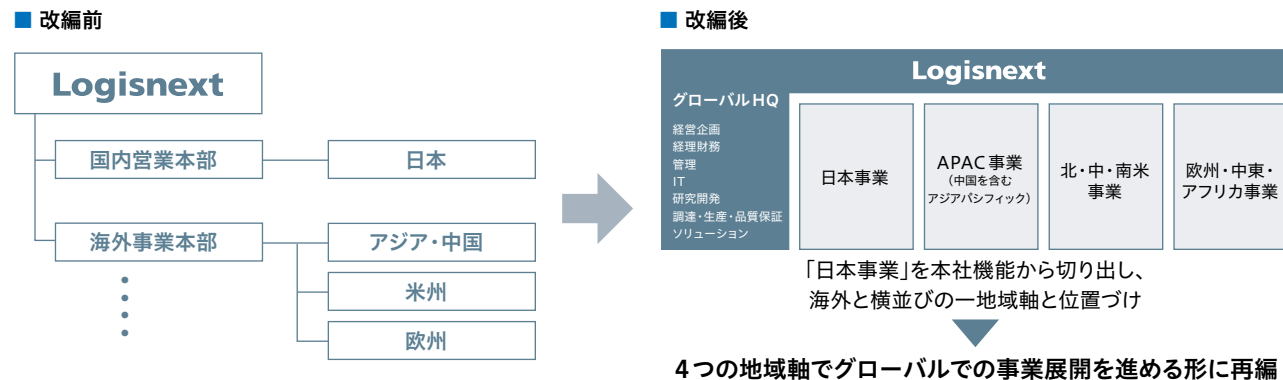 ■ 改編前
Logisnext
国内営業本部
日本
海外事業本部
アジア・中国
米州
欧州
■ 改編後
Logisnext
グローバルHQ
経営企画
経理財務
管理
IT
研究開発
調達・生産・品質保証
ソリューション
日本事業
APAC事業
（中国を含む
アジアパシフィック）
北・中・南米
事業
欧州・中東・
アフリカ事業
「日本事業」を本社機能から切り出し、
海外と横並びの一地域軸と位置づけ
4つの地域軸でグローバルでの事業展開を進める形に再編